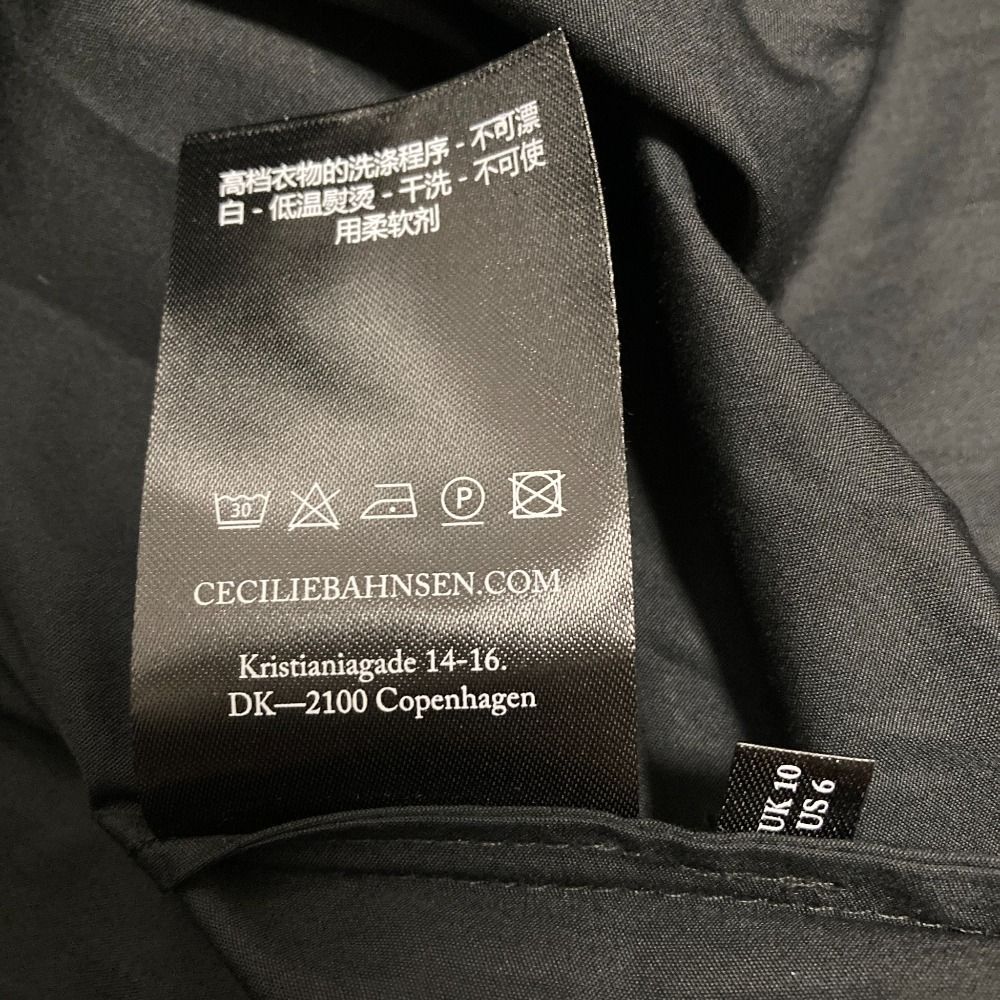 高档衣物的洗涤程序 - 不可漂
白 - 低温熨烫 - 干洗 - 不可使
用柔软剂
30
P
CECILIEBAHNSEN.COM
Kristianiagade 14-16.
DK—2100 Copenhagen
UK 10
US 6